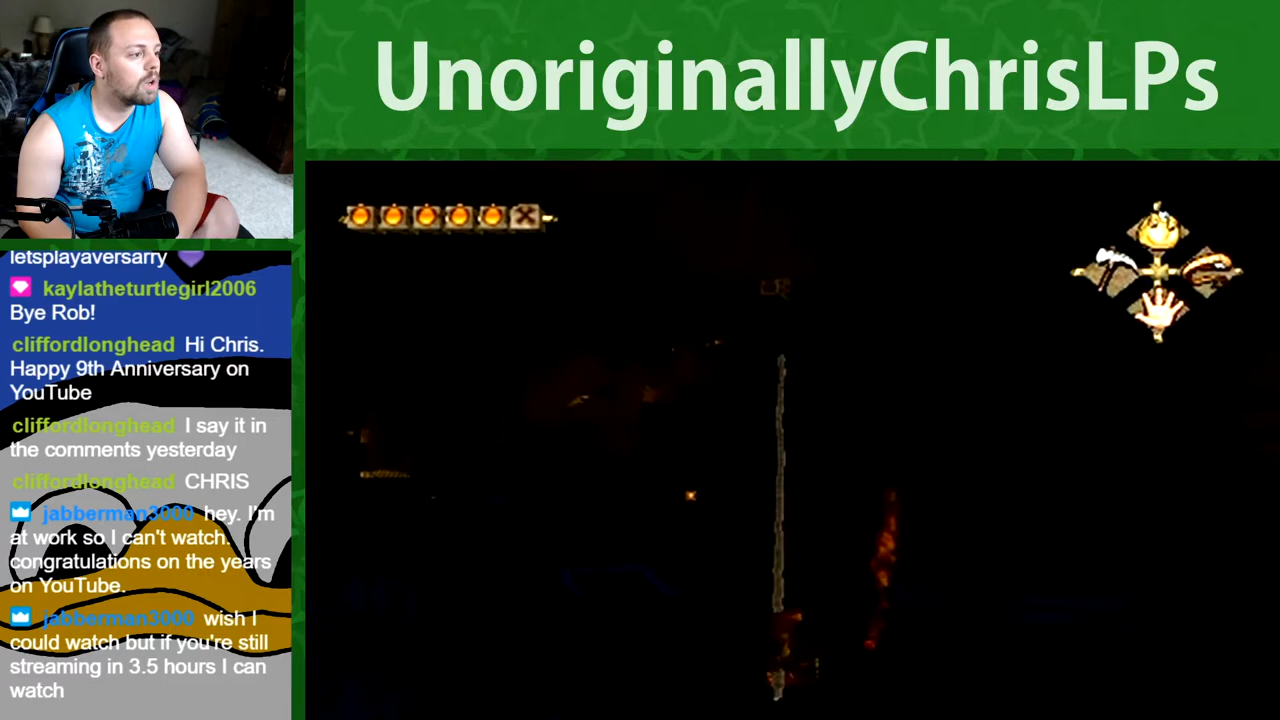 UnoriginallyChrisLPs
letsplayaversarry
kaylatheturtlegirl2006
Bye Rob!
cliffordlonghead Hi Chris.
Happy 9th Anniversary on
YouTube
cliffordlonghead I say it in
the comments yesterday
cliffordlonghead CHRIS
jabberman3000 hey. I'm
at work so I can't watch.
congratulations on the years
on YouTube.
jabberman3000 wish I
could watch but if you're still
streaming in 3.5 hours I can
watch